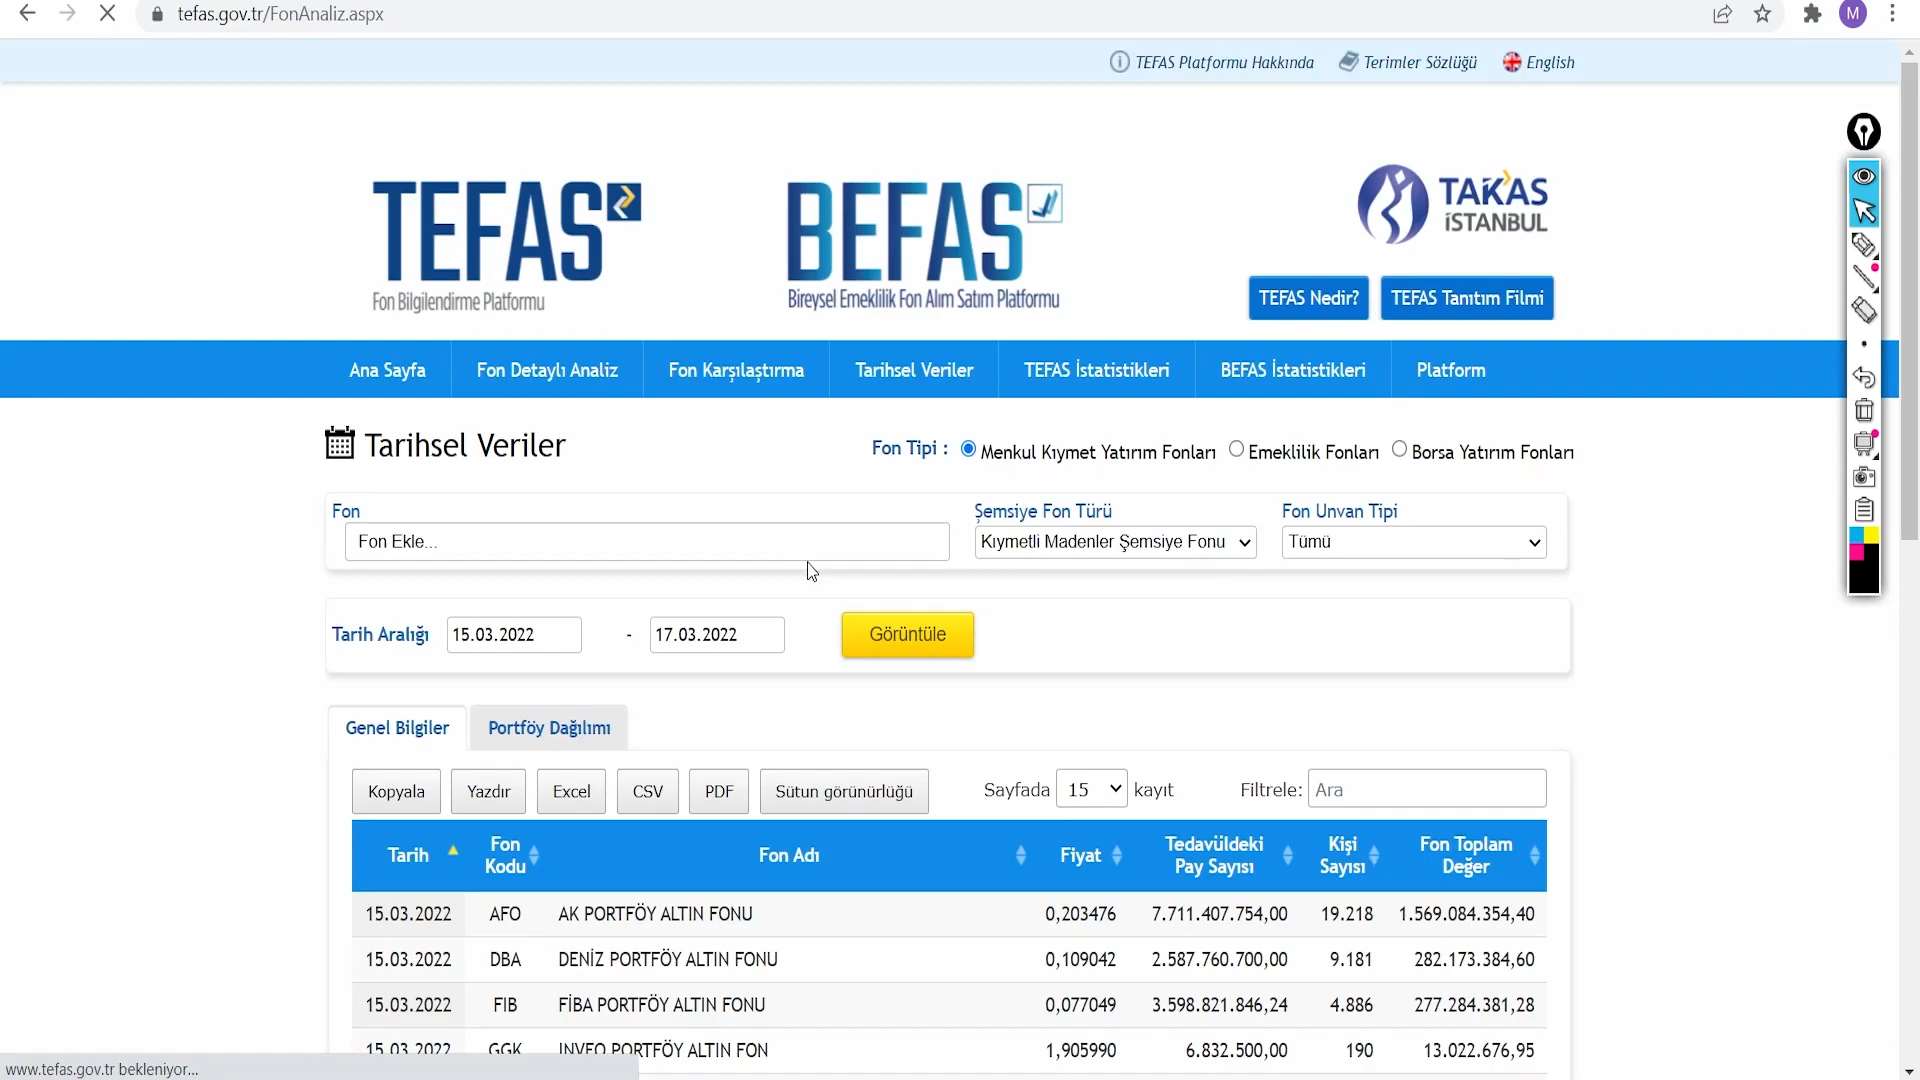 tefas.gov.tr/FonAnaliz.aspx
M
TEFAS Platformu Hakkında Terimler Sözlüğü English
TEFAS
Fon Bilgilendirme Platformu
BEFAS
Bireysel Emeklilik Fon Alım Satım Platformu
TAKAS
İSTANBUL
TEFAS Nedir? TEFAS Tanıtım Filmi
Ana Sayfa Fon Detaylı Analiz Fon Karşılaştırma Tarihsel Veriler TEFAS İstatistikleri BEFAS İstatistikleri Platform
Tarihsel Veriler
Fon Tipi : Menkul Kıymet Yatırım Fonları Emeklilik Fonları Borsa Yatırım Fonları
Fon Şemsiye Fon Türü Fon Unvan Tipi
Fon Ekle... Kıymetli Madenler Şemsiye Fonu Tümü
Tarih Aralığı 15.03.2022 - 17.03.2022 Görüntüle
Genel Bilgiler Portföy Dağılımı
Kopyala Yazdır Excel CSV PDF Sütun görünürlüğü Sayfada 15 kayıt Filtrele: Ara
Tarih Fon Kodu Fon Adı Fiyat Tedavüldeki Pay Sayısı Kişi Sayısı Fon Toplam Değer
15.03.2022 AFO AK PORTFÖY ALTIN FONU 0,203476 7.711.407.754,00 19.218 1.569.084.354,40
15.03.2022 DBA DENİZ PORTFÖY ALTIN FONU 0,109042 2.587.760.700,00 9.181 282.173.384,60
15.03.2022 FIB FİBA PORTFÖY ALTIN FONU 0,077049 3.598.821.846,24 4.886 277.284.381,28
15.03.2022 GGK INVEO PORTFÖY ALTIN FON 1,905990 6.832.500,00 190 13.022.676,95
www.tefas.gov.tr bekleniyor...